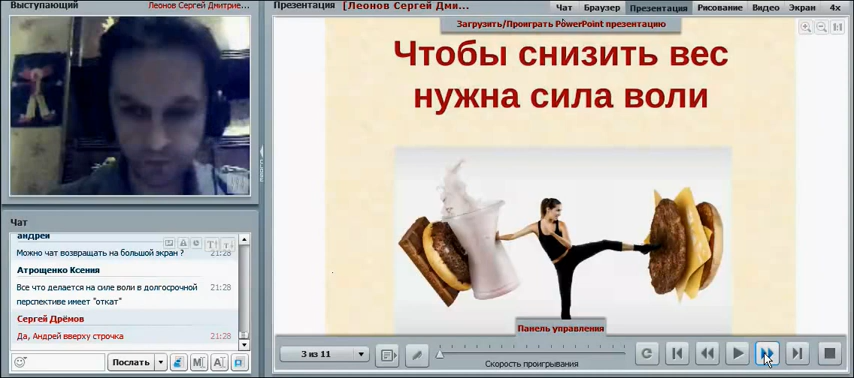 Выступающий
Леонов Сергей Дмитрие...
Презентация
[Леонов Сергей Дми...
Чат
Браузер
Презентация
Рисование
Видео
Экран
4x
Загрузить/Проиграть PowerPoint презентацию
1:1
Чтобы снизить вес
нужна сила воли
Чат
андрей
Можно чат возвращать на большой экран ?
21:28
Атрощенко Ксения
Все что делается на силе воли в долгосрочной
21:28
перспективе имеет "откат"
Сергей Дрёмов
Да, Андрей вверху строчка
21:28
Послать
Панель управления
3 из 11
Скорость проигрывания